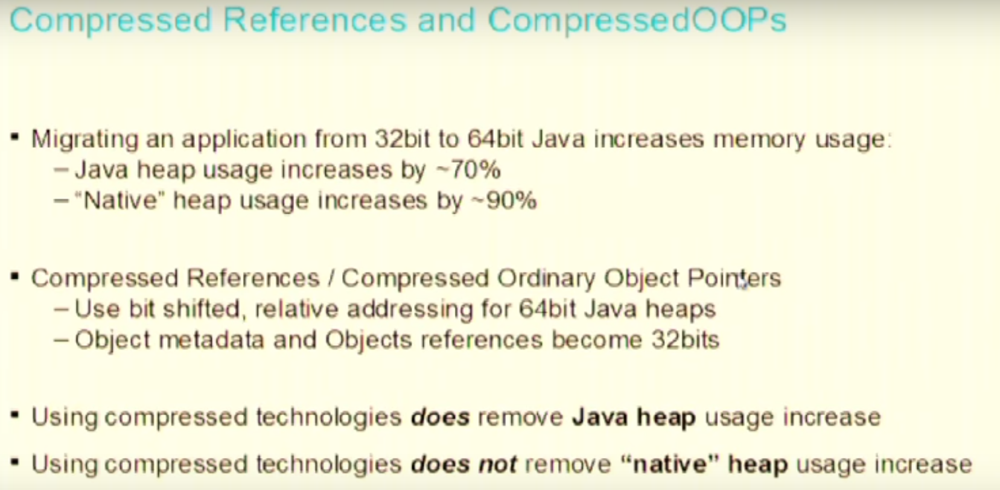 Compressed References and CompressedOOPs
▪ Migrating an application from 32bit to 64bit Java increases memory usage:
– Java heap usage increases by ~70%
– “Native” heap usage increases by ~90%
▪ Compressed References / Compressed Ordinary Object Pointers
– Use bit shifted, relative addressing for 64bit Java heaps
– Object metadata and Objects references become 32bits
▪ Using compressed technologies does remove Java heap usage increase
▪ Using compressed technologies does not remove “native” heap usage increase